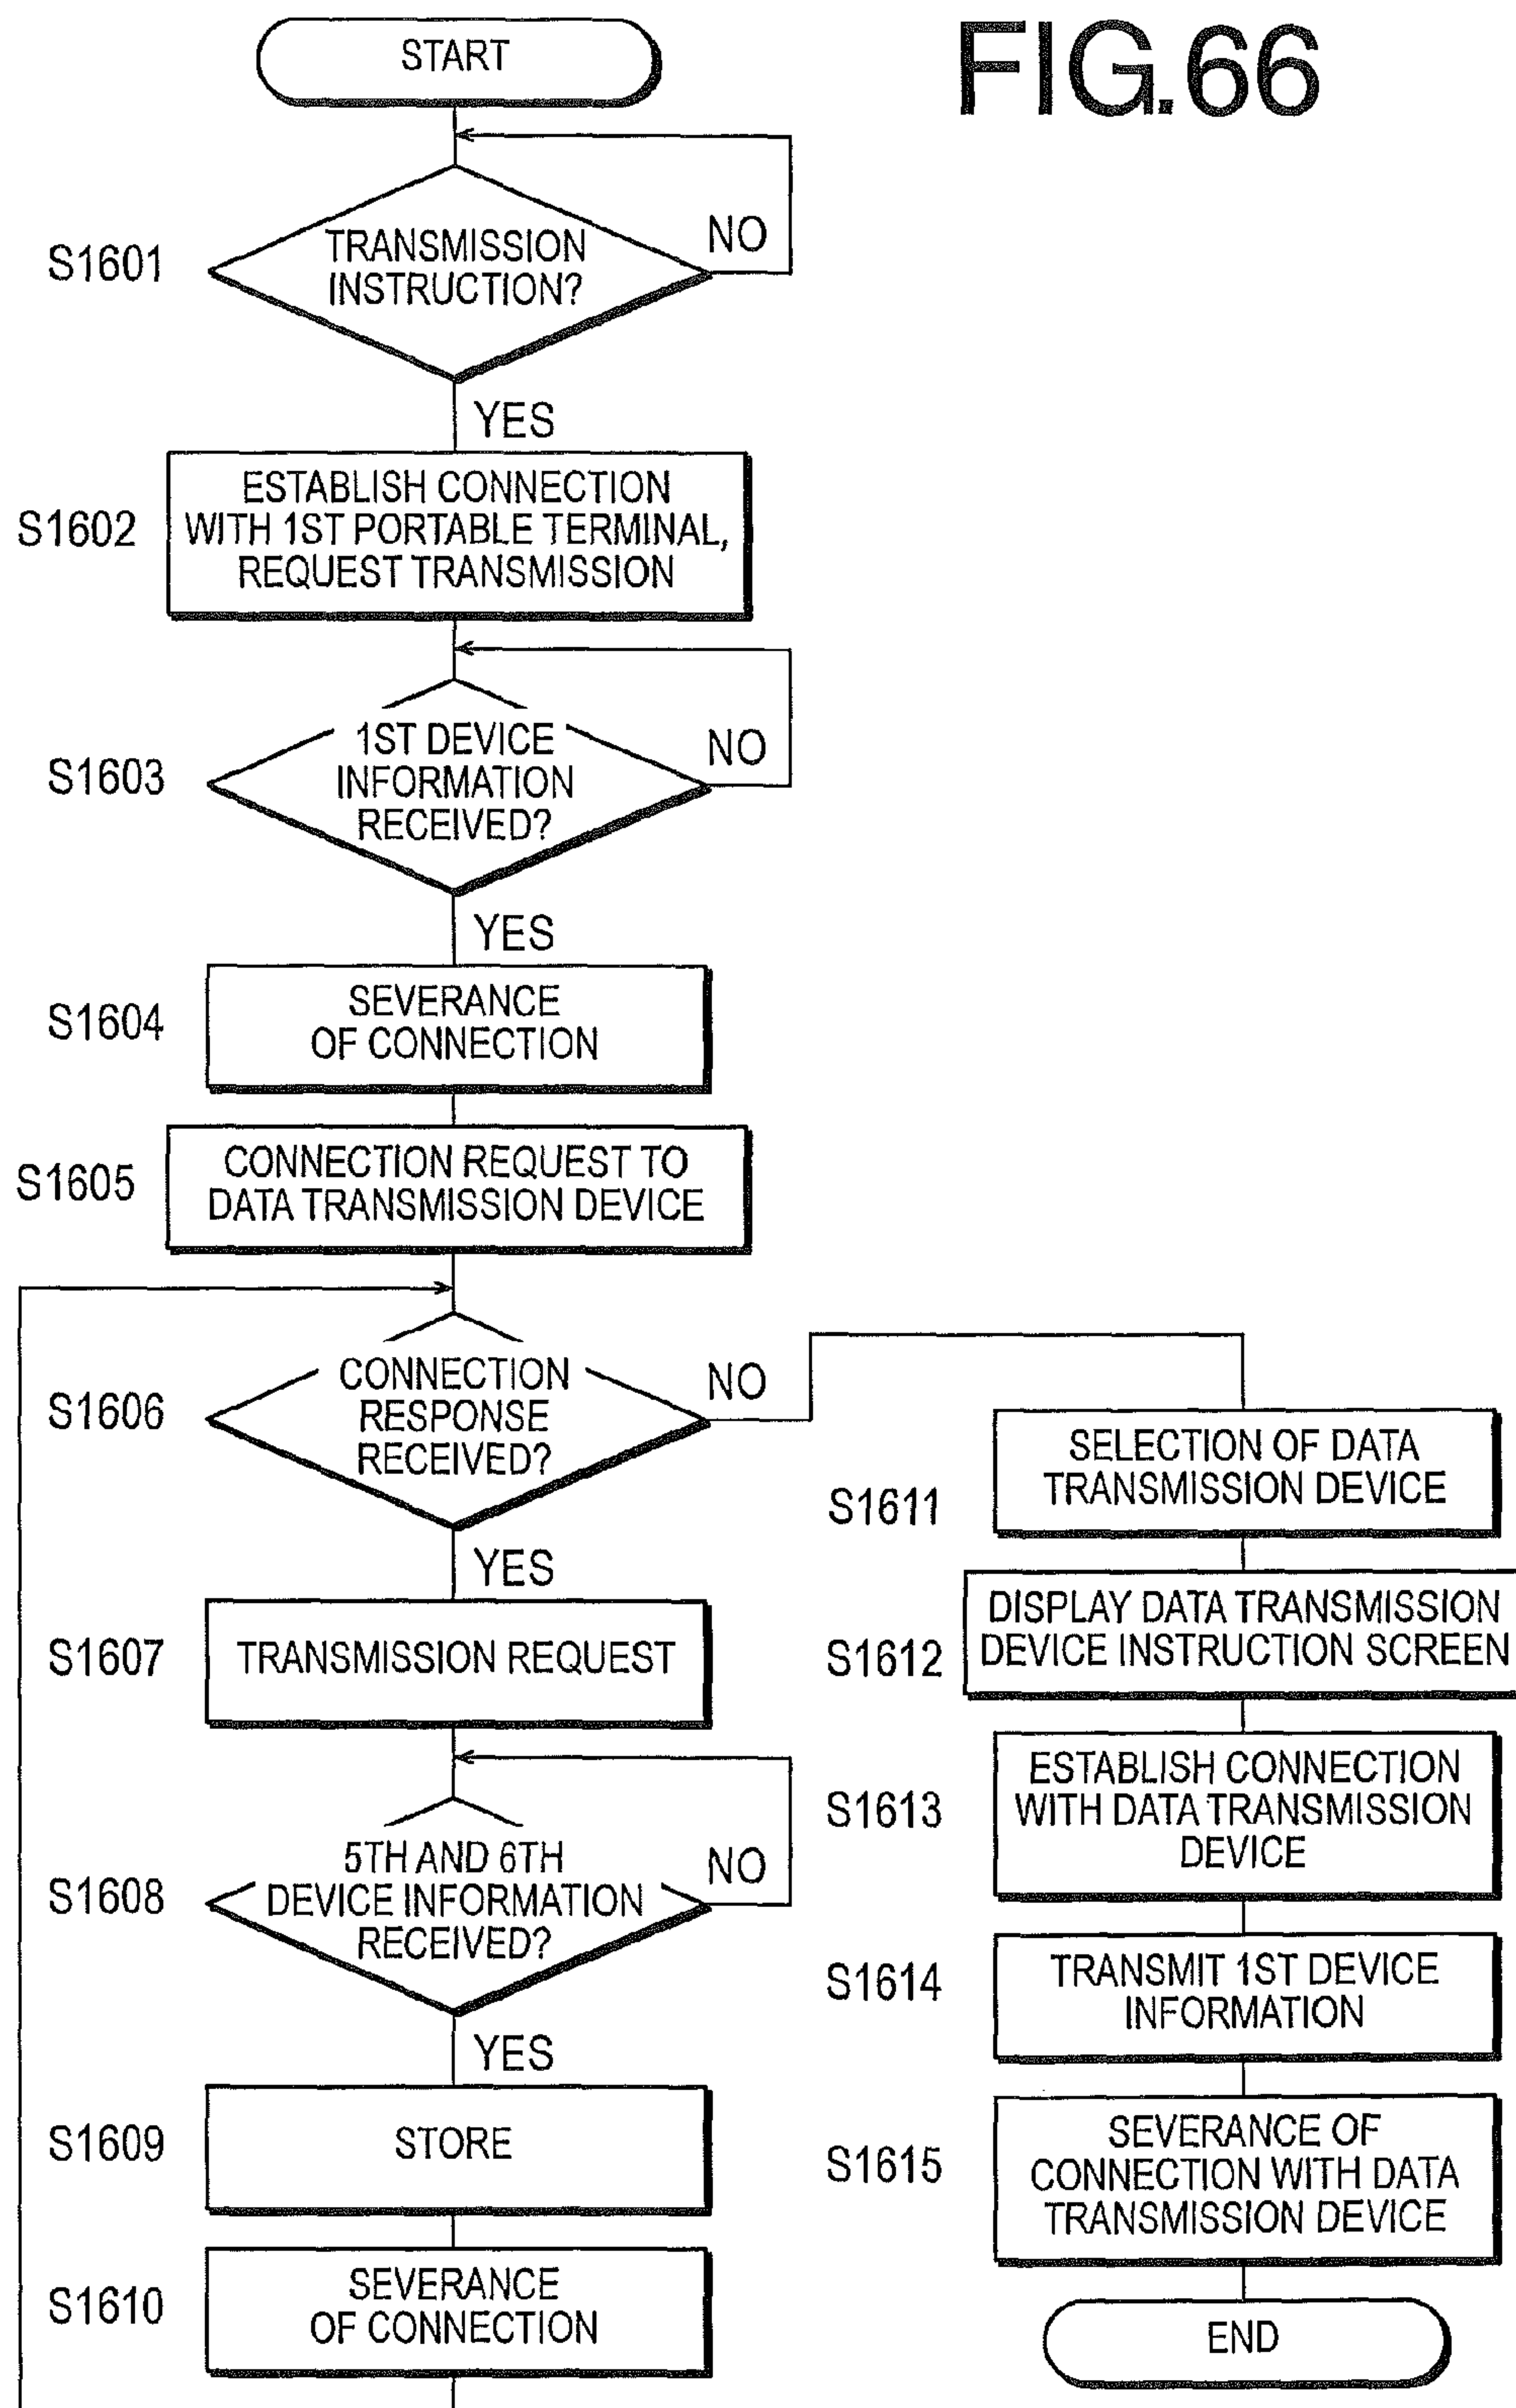 FIG.66
START
S1601
TRANSMISSION
INSTRUCTION?
NO
YES
S1602
ESTABLISH CONNECTION
WITH 1ST PORTABLE TERMINAL,
REQUEST TRANSMISSION
S1603
1ST DEVICE
INFORMATION
RECEIVED?
NO
YES
S1604
SEVERANCE
OF CONNECTION
S1605
CONNECTION REQUEST TO
DATA TRANSMISSION DEVICE
S1606
CONNECTION
RESPONSE
RECEIVED?
NO
YES
S1607
TRANSMISSION REQUEST
S1608
5TH AND 6TH
DEVICE INFORMATION
RECEIVED?
NO
YES
S1609
STORE
S1610
SEVERANCE
OF CONNECTION
S1611
SELECTION OF DATA
TRANSMISSION DEVICE
S1612
DISPLAY DATA TRANSMISSION
DEVICE INSTRUCTION SCREEN
S1613
ESTABLISH CONNECTION
WITH DATA TRANSMISSION
DEVICE
S1614
TRANSMIT 1ST DEVICE
INFORMATION
S1615
SEVERANCE OF
CONNECTION WITH DATA
TRANSMISSION DEVICE
END